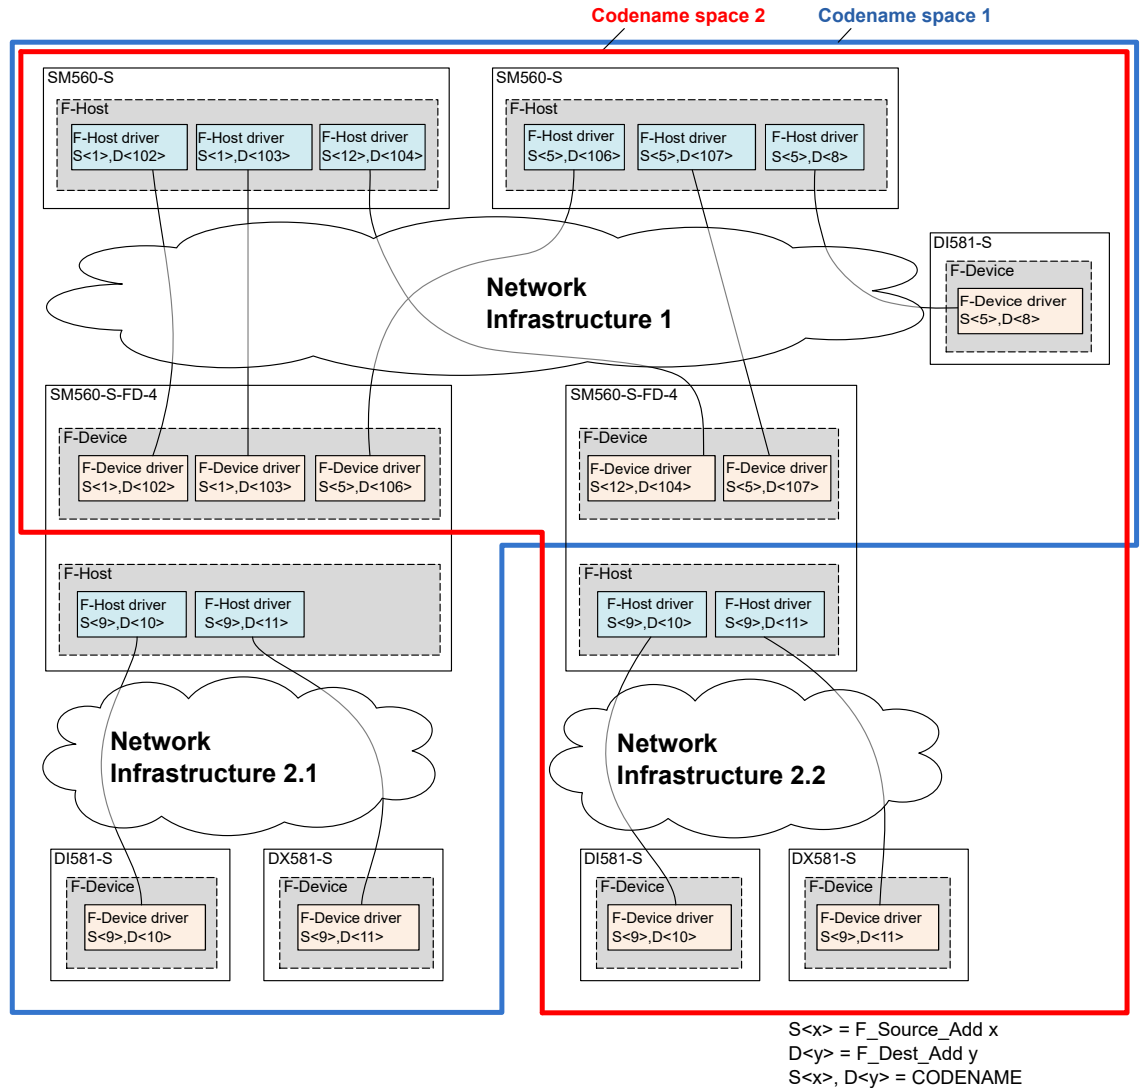 Codename space 2
Codename space 1
SM560-S
F-Host
F-Host driver
S<1>,D<102>
F-Host driver
S<1>,D<103>
F-Host driver
S<12>,D<104>
SM560-S
F-Host
F-Host driver
S<5>,D<106>
F-Host driver
S<5>,D<107>
F-Host driver
S<5>,D<8>
Network
Infrastructure 1
DI581-S
F-Device
F-Device driver
S<5>,D<8>
SM560-S-FD-4
F-Device
F-Device driver
S<1>,D<102>
F-Device driver
S<1>,D<103>
F-Device driver
S<5>,D<106>
SM560-S-FD-4
F-Device
F-Device driver
S<12>,D<104>
F-Device driver
S<5>,D<107>
F-Host
F-Host driver
S<9>,D<10>
F-Host driver
S<9>,D<11>
F-Host
F-Host driver
S<9>,D<10>
F-Host driver
S<9>,D<11>
Network
Infrastructure 2.1
Network
Infrastructure 2.2
DI581-S
F-Device
F-Device driver
S<9>,D<10>
DX581-S
F-Device
F-Device driver
S<9>,D<11>
DI581-S
F-Device
F-Device driver
S<9>,D<10>
DX581-S
F-Device
F-Device driver
S<9>,D<11>
S<x> = F_Source_Add x
D<y> = F_Dest_Add y
S<x>, D<y> = CODENAME